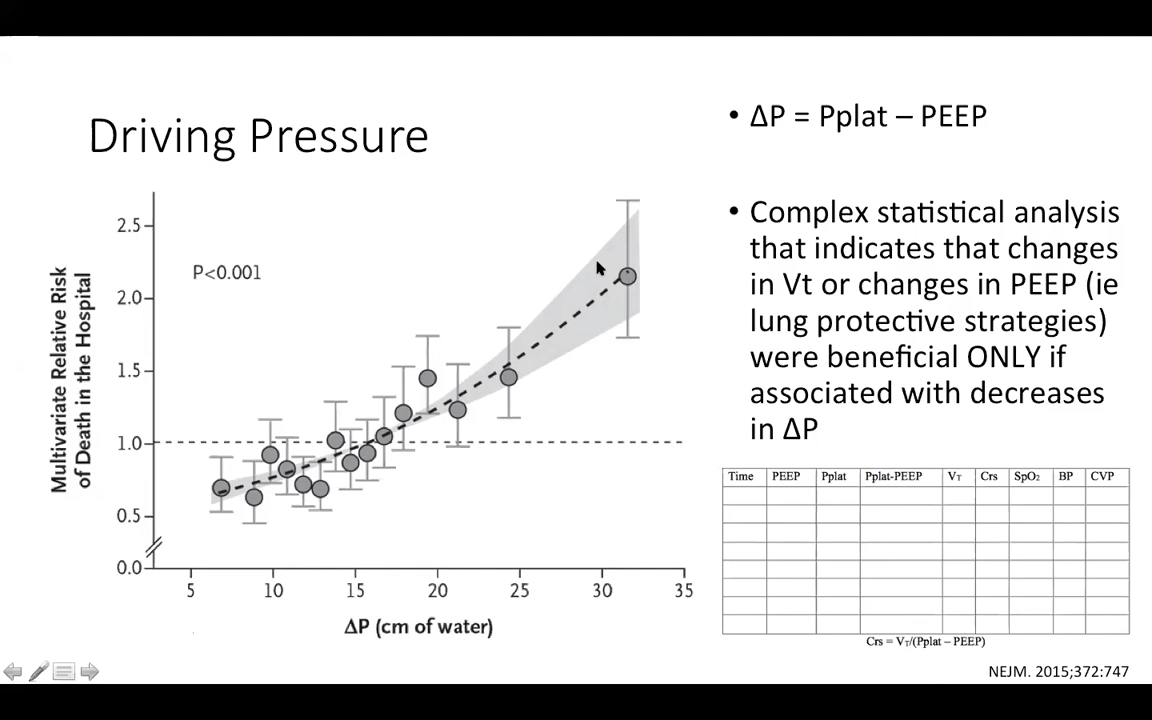 Driving Pressure
Multivariate Relative Risk
of Death in the Hospital
2.5
2.0
1.5
1.0
0.5
0.0
P<0.001
5 10 15 20 25 30 35
ΔP (cm of water)
• ΔP = Pplat – PEEP
• Complex statistical analysis
that indicates that changes
in Vt or changes in PEEP (ie
lung protective strategies)
were beneficial ONLY if
associated with decreases
in ΔP
Time PEEP Pplat Pplat-PEEP VT Crs SpO2 BP CVP
Crs = VT/(Pplat – PEEP)
NEJM. 2015;372:747